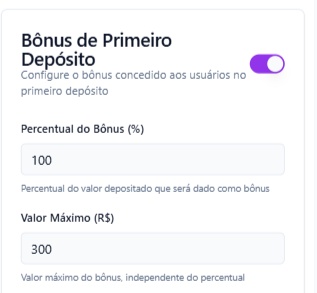 Bônus de Primeiro
Depósito
Configure o bônus concedido aos usuários no
primeiro depósito
Percentual do Bônus (%)
100
Percentual do valor depositado que será dado como bônus
Valor Máximo (R$)
300
Valor máximo do bônus, independente do percentual